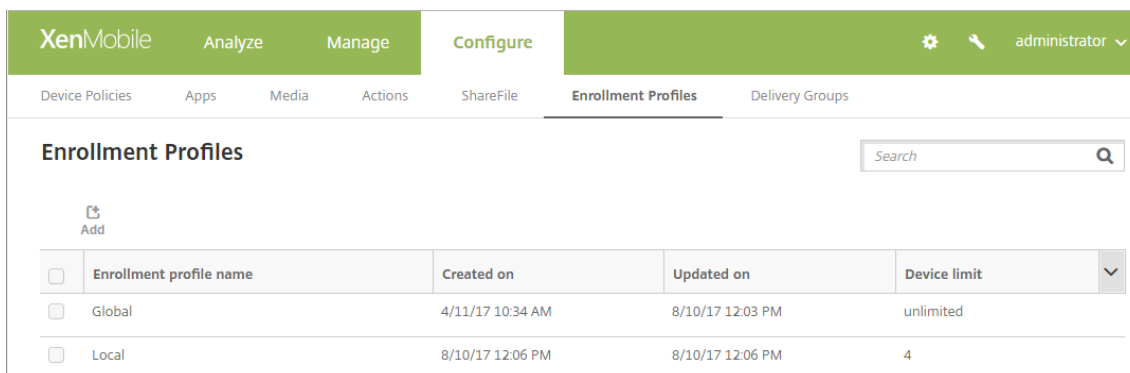 XenMobile Analyze Manage Configure administrator
Device Policies Apps Media Actions ShareFile Enrollment Profiles Delivery Groups
Enrollment Profiles Search
Add
Enrollment profile name Created on Updated on Device limit
Global 4/11/17 10:34 AM 8/10/17 12:03 PM unlimited
Local 8/10/17 12:06 PM 8/10/17 12:06 PM 4